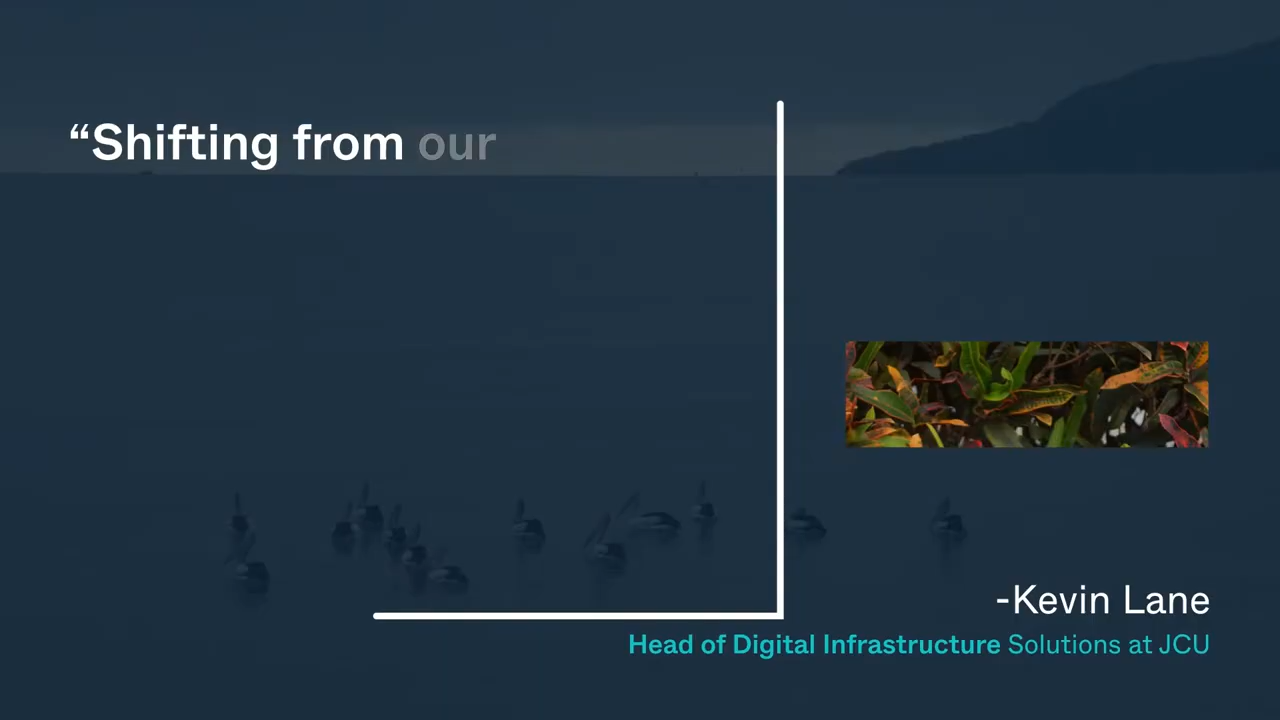 “Shifting from our
-Kevin Lane
Head of Digital Infrastructure Solutions at JCU